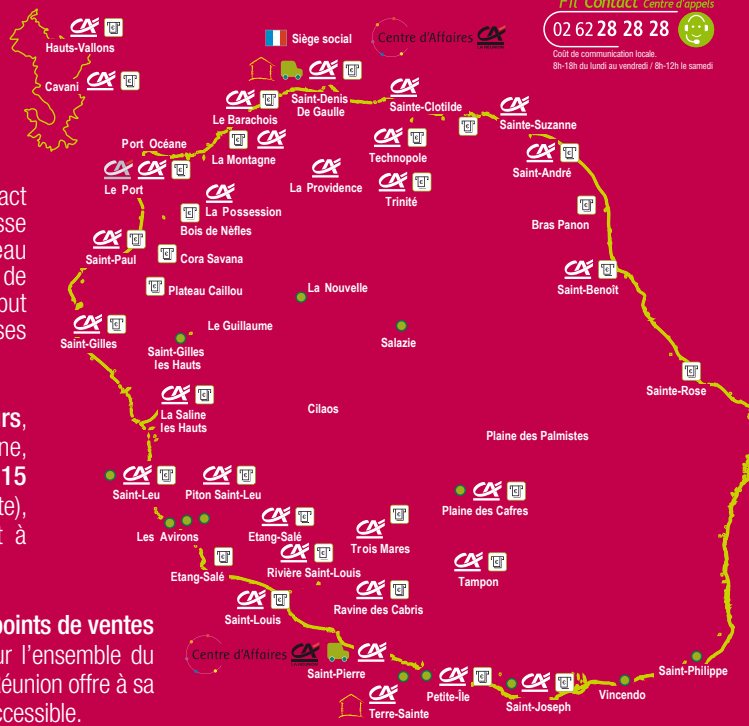 Fil Contact Centre d'appels
02 62 28 28 28
Coût de communication locale.
8h-18h du lundi au vendredi / 8h-12h le samedi
Siège social
Centre d'Affaires CA
Hauts-Vallons
Cavani
Saint-Denis
De Gaulle
Le Barachois
Sainte-Clotilde
Sainte-Suzanne
Port Océane
La Montagne
Technopole
Saint-André
Le Port
La Providence
Trinité
La Possession
Bois de Nèfles
Bras Panon
Saint-Paul
Cora Savana
Plateau Caillou
La Nouvelle
Saint-Benoît
Saint-Gilles
Le Guillaume
Saint-Gilles
les Hauts
Salazie
Sainte-Rose
La Saline
les Hauts
Cilaos
Plaine des Palmistes
Saint-Leu
Piton Saint-Leu
Plaine des Cafres
Les Avirons
Etang-Salé
Trois Mares
Etang-Salé
Rivière Saint-Louis
Tampon
Saint-Louis
Ravine des Cabris
Centre d'Affaires CA
Saint-Pierre
Saint-Philippe
Terre-Sainte
Petite-Île
Saint-Joseph
Vincendo
act
sse
eau
de
out
ses
rs,
ne,
15
te),
t à
points de ventes
ur l'ensemble du
Réunion offre à sa
ccessible.